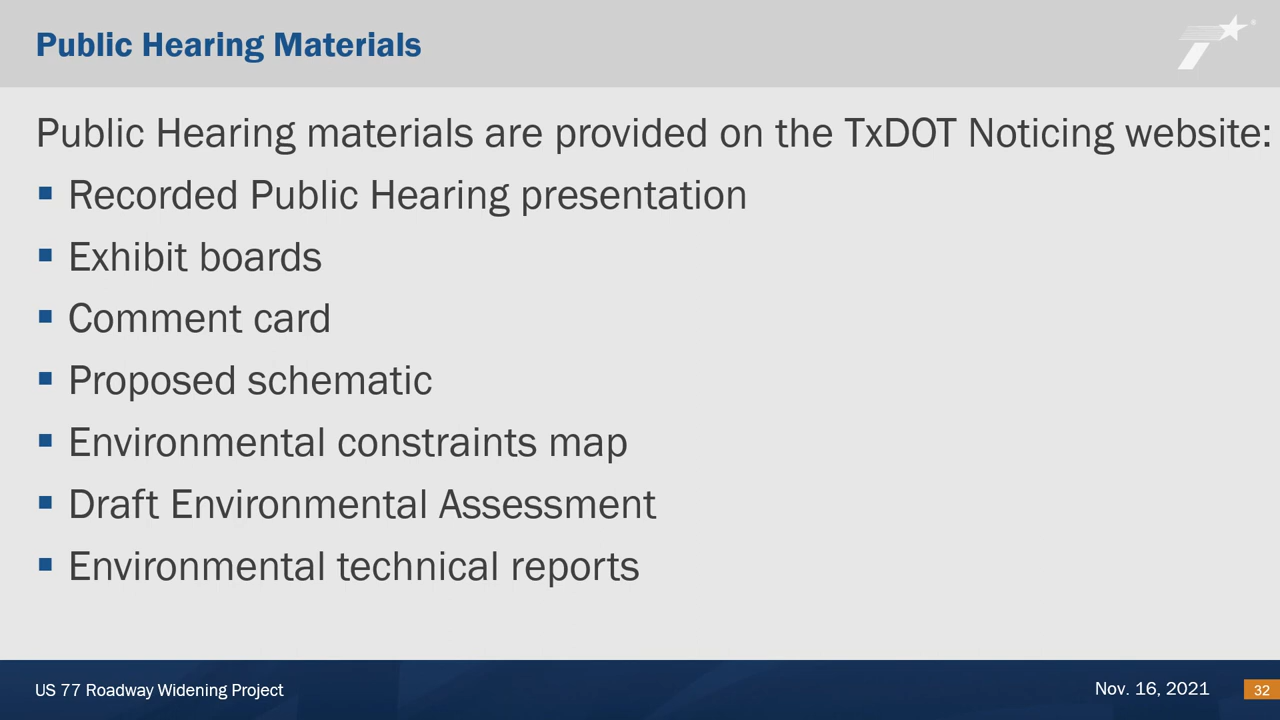 Public Hearing Materials
Public Hearing materials are provided on the TxDOT Noticing website:
▪ Recorded Public Hearing presentation
▪ Exhibit boards
▪ Comment card
▪ Proposed schematic
▪ Environmental constraints map
▪ Draft Environmental Assessment
▪ Environmental technical reports
US 77 Roadway Widening Project
Nov. 16, 2021
32